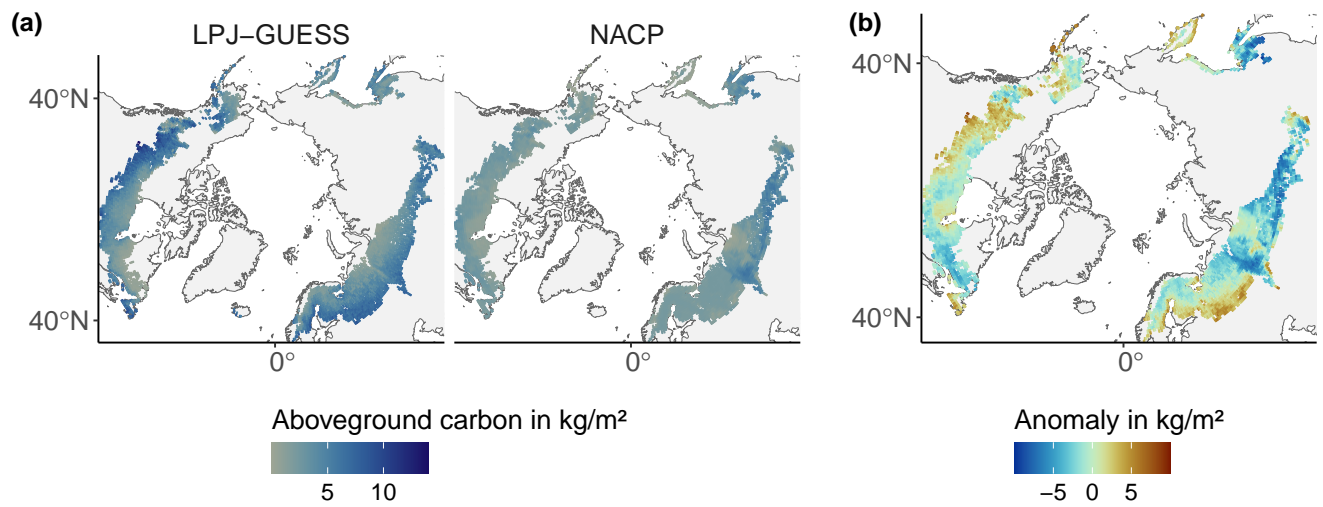 (a)
LPJ−GUESS
NACP
(b)
40°N
40°N
40°N
40°N
0°
0°
0°
Aboveground carbon in kg/m²
5
10
Anomaly in kg/m²
−5
0
5